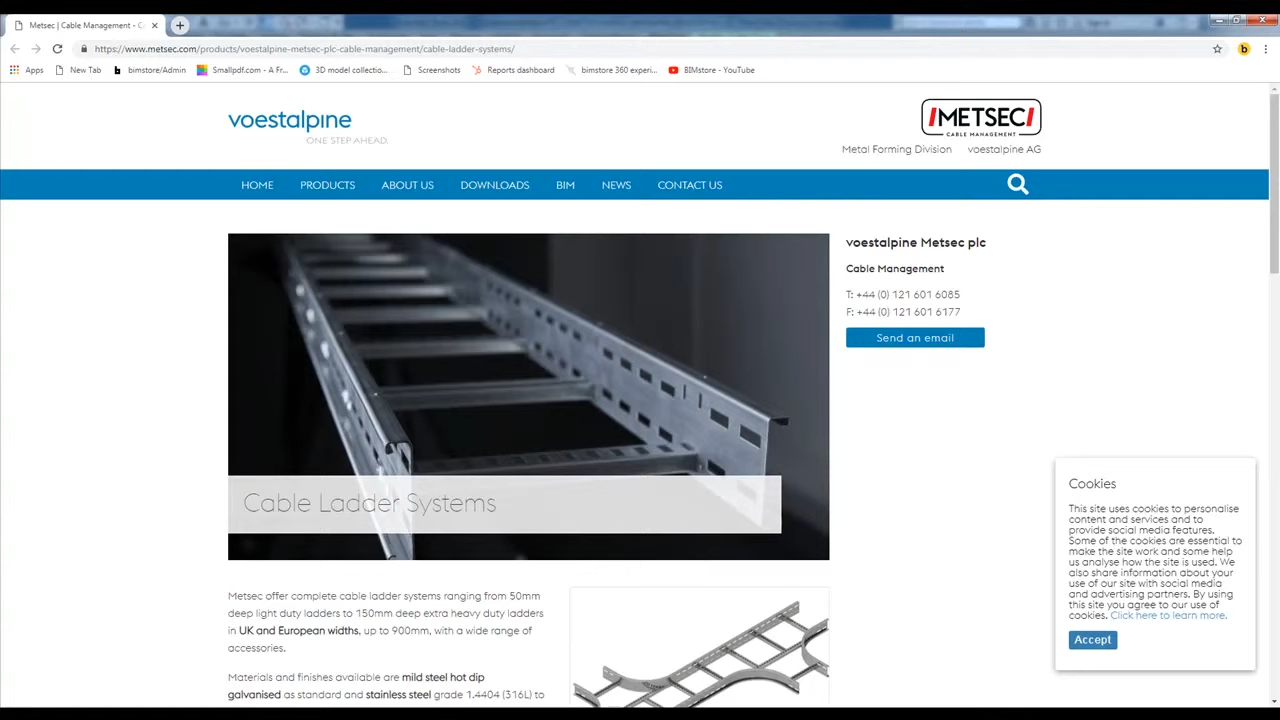 Metsec | Cable Management - C
https://www.metsec.com/products/voestalpine-metsec-plc-cable-management/cable-ladder-systems/
Apps
New Tab
bimstore/Admin
Smallpdf.com - A Fr...
3D model collectio...
Screenshots
Reports dashboard
bimstore 360 experi...
BIMstore - YouTube
voestalpine
ONE STEP AHEAD.
METSEC
CABLE MANAGEMENT
Metal Forming Division voestalpine AG
HOME PRODUCTS ABOUT US DOWNLOADS BIM NEWS CONTACT US
Cable Ladder Systems
voestalpine Metsec plc
Cable Management
T: +44 (0) 121 601 6085
F: +44 (0) 121 601 6177
Send an email
Metsec offer complete cable ladder systems ranging from 50mm
deep light duty ladders to 150mm deep extra heavy duty ladders
in UK and European widths, up to 900mm, with a wide range of
accessories.
Materials and finishes available are mild steel hot dip
galvanised as standard and stainless steel grade 1.4404 (316L) to
Cookies
This site uses cookies to personalise
content and services and to
provide social media features.
Some of the cookies are essential to
make the site work and some help
us analyse how the site is used. We
also share information about your
use of our site with social media
and advertising partners. By using
this site you agree to our use of
cookies. Click here to learn more.
Accept